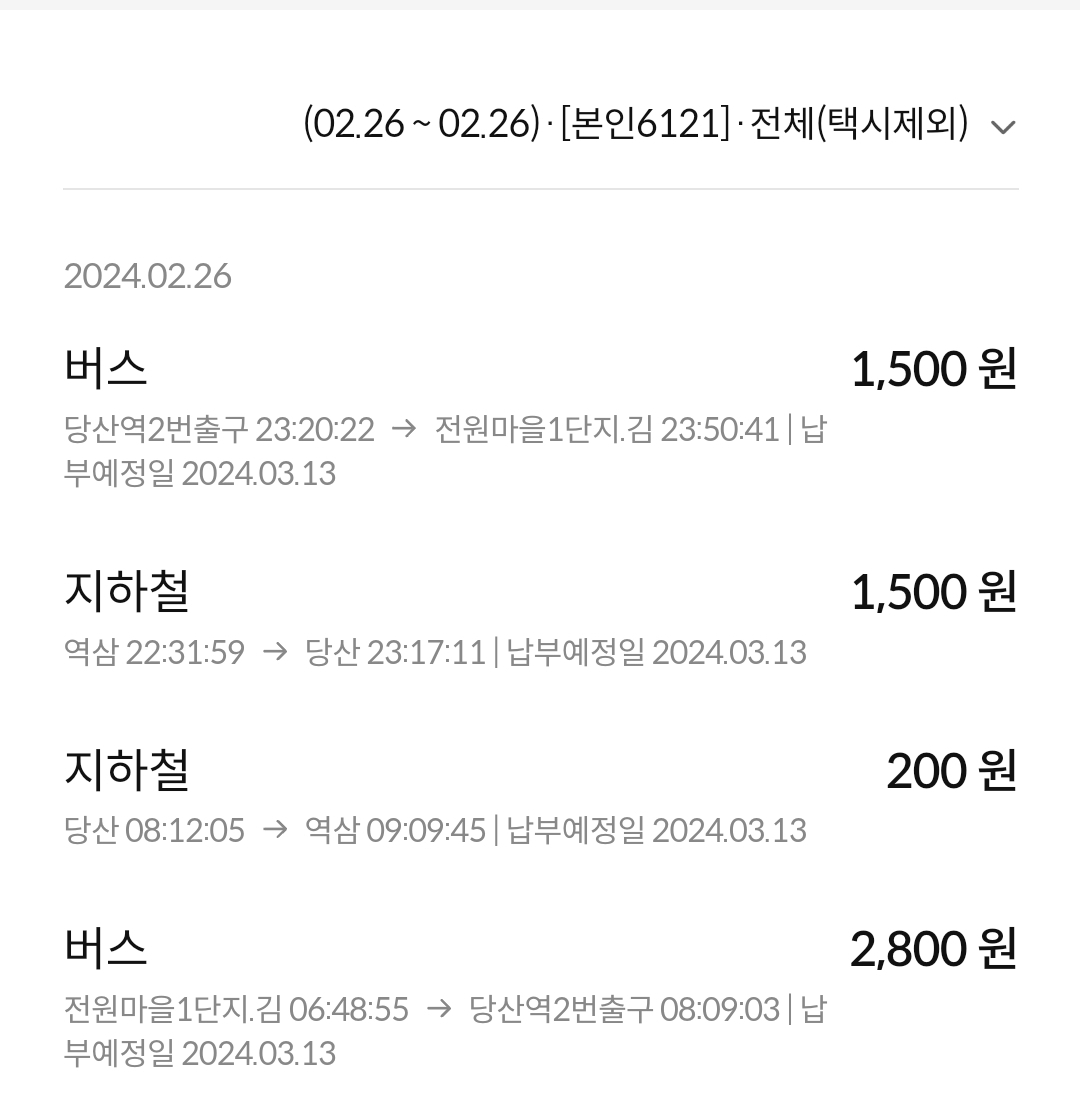 (02.26 ~ 02.26) · [본인6121] · 전체(택시제외)
2024.02.26
버스 1,500 원
당산역2번출구 23:20:22 → 전원마을1단지.김 23:50:41 | 납
부예정일 2024.03.13
지하철 1,500 원
역삼 22:31:59 → 당산 23:17:11 | 납부예정일 2024.03.13
지하철 200 원
당산 08:12:05 → 역삼 09:09:45 | 납부예정일 2024.03.13
버스 2,800 원
전원마을1단지.김 06:48:55 → 당산역2번출구 08:09:03 | 납
부예정일 2024.03.13